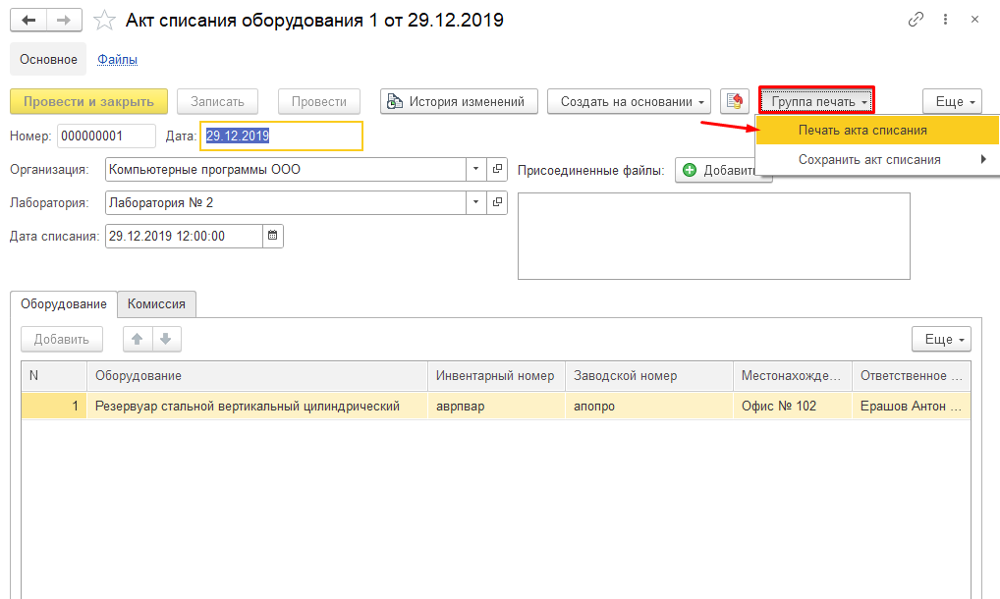 Акт списания оборудования 1 от 29.12.2019
Основное Файлы
Провести и закрыть Записать Провести История изменений Создать на основании Группа печать Еще
Печать акта списания
Сохранить акт списания
Номер: 000000001 Дата: 29.12.2019
Организация: Компьютерные программы ООО Присоединенные файлы: Добавить
Лаборатория: Лаборатория № 2
Дата списания: 29.12.2019 12:00:00
Оборудование Комиссия
Добавить Еще
N Оборудование Инвентарный номер Заводской номер Местонахожде... Ответственное ...
1 Резервуар стальной вертикальный цилиндрический аврпвар апопро Офис № 102 Ерашов Антон ...